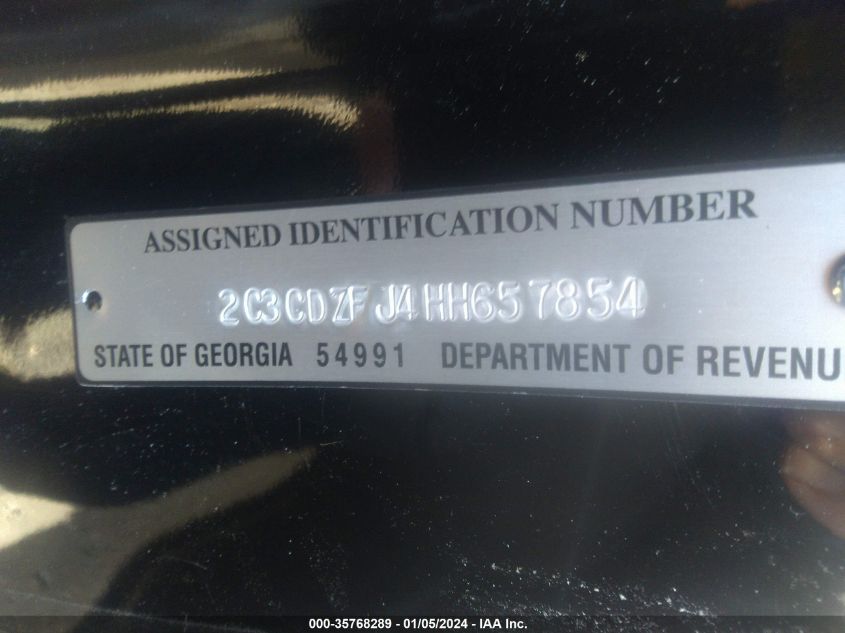 ASSIGNED IDENTIFICATION NUMBER
2C3CDZFJ4HH657854
STATE OF GEORGIA 54991 DEPARTMENT OF REVENU
000-35768289 - 01/05/2024 - IAA Inc.